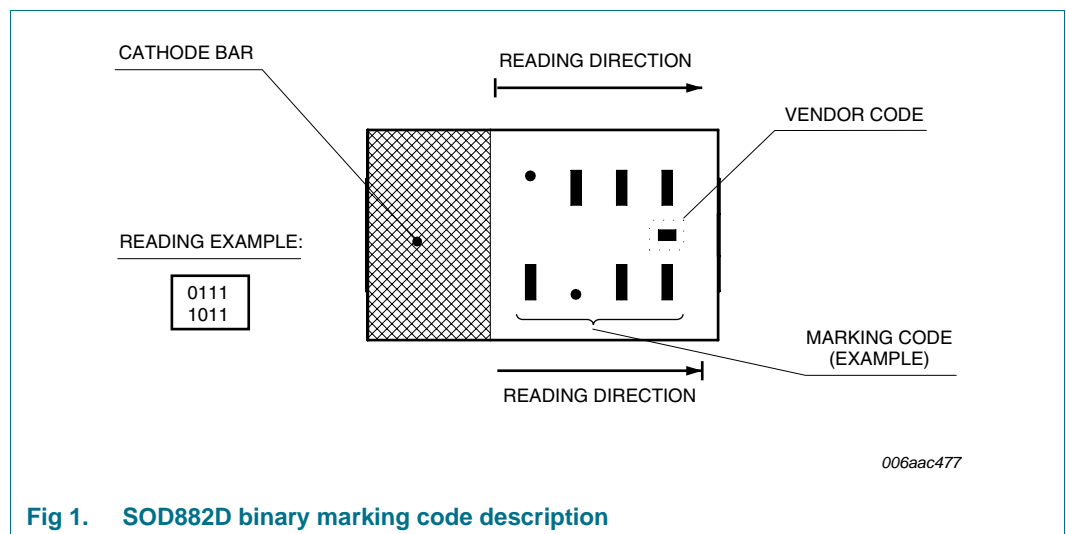 CATHODE BAR
READING DIRECTION
VENDOR CODE
READING EXAMPLE:
0111
1011
MARKING CODE
(EXAMPLE)
READING DIRECTION
006aac477
Fig 1. SOD882D binary marking code description